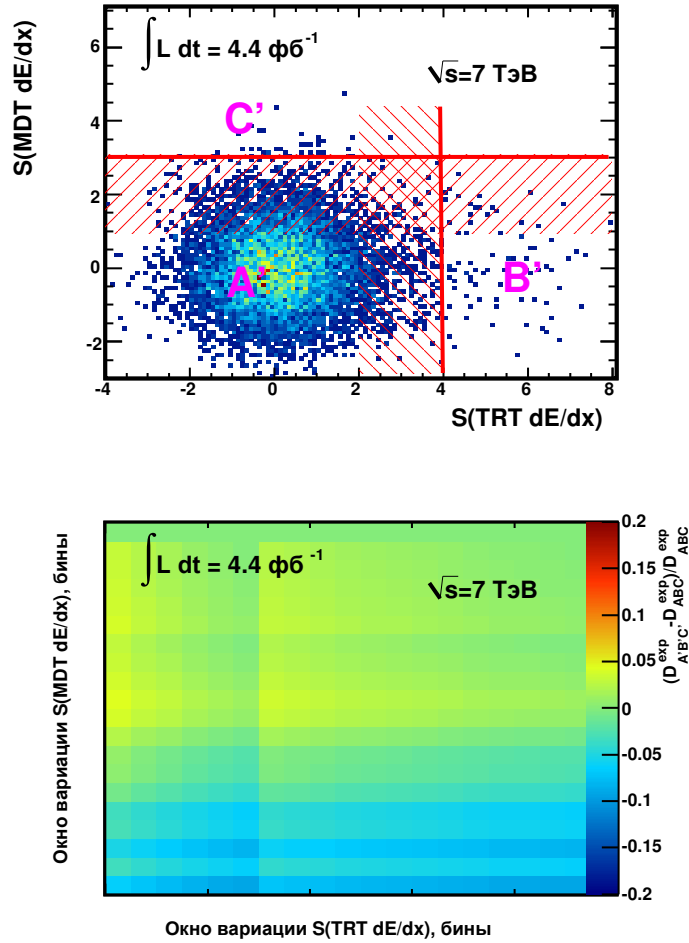 ∫L dt = 4.4 фб⁻¹
√s=7 ТэВ
C'
A'
B'
S(MDT dE/dx)
6
4
2
0
-2
-4 -2 0 2 4 6 8
S(TRT dE/dx)
∫L dt = 4.4 фб⁻¹
√s=7 ТэВ
Окно вариации S(MDT dE/dx), бины
0.2
0.15
0.1
0.05
0
-0.05
-0.1
-0.15
-0.2
(D^exp_A'B'C' -D^exp_ABC)/D^exp_ABC
Окно вариации S(TRT dE/dx), бины